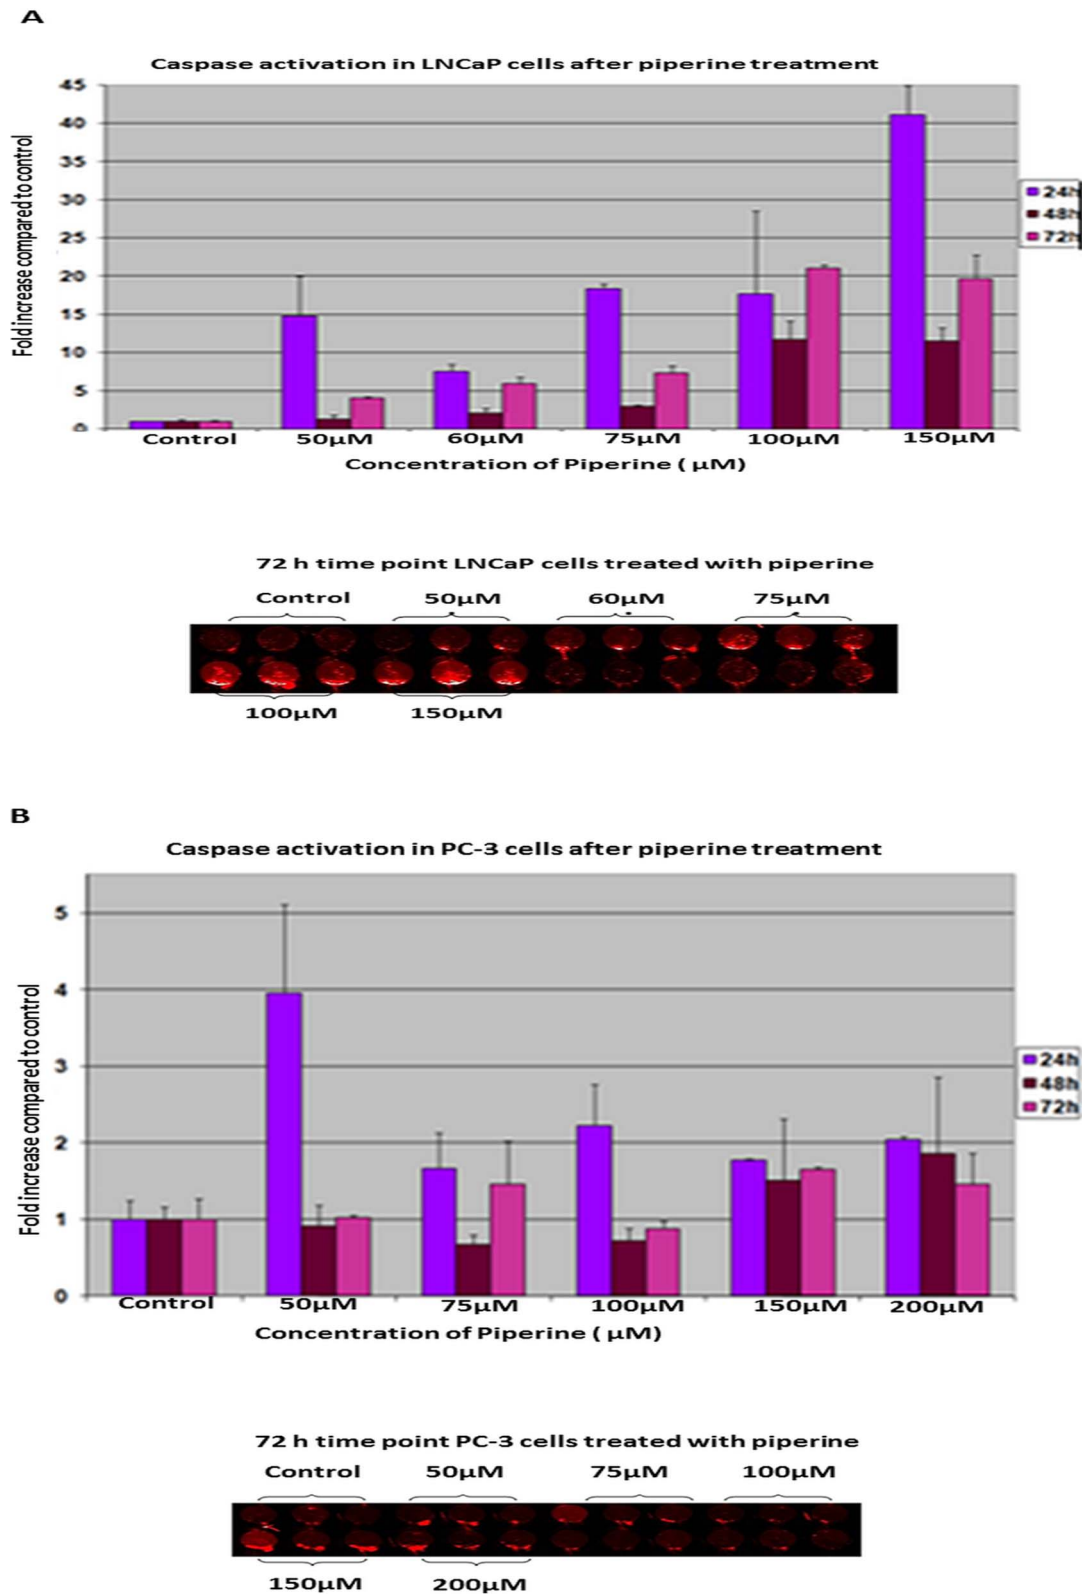 A
Caspase activation in LNCaP cells after piperine treatment
Fold increase compared to control
45
40
35
30
25
20
15
10
5
0
24h
48h
72h
Control 50µM 60µM 75µM 100µM 150µM
Concentration of Piperine ( µM)
72 h time point LNCaP cells treated with piperine
Control 50µM 60µM 75µM
100µM 150µM
B
Caspase activation in PC-3 cells after piperine treatment
Fold increase compared to control
5
4
3
2
1
0
24h
48h
72h
Control 50µM 75µM 100µM 150µM 200µM
Concentration of Piperine ( µM)
72 h time point PC-3 cells treated with piperine
Control 50µM 75µM 100µM
150µM 200µM